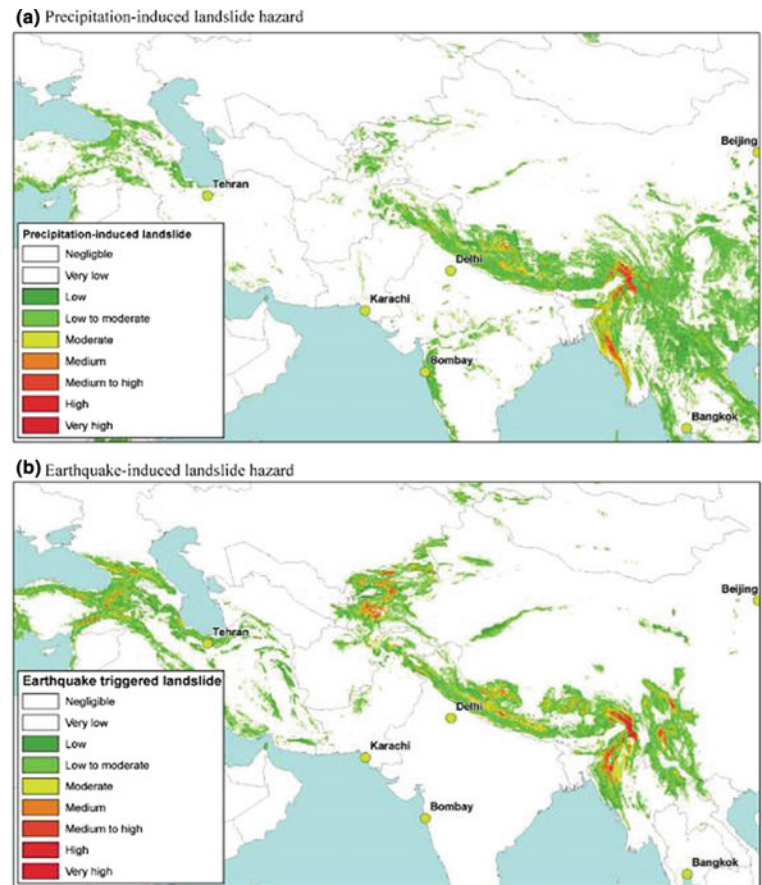 (a) Precipitation-induced landslide hazard
Beijing
Tehran
Precipitation-induced landslide
Negligble
Very low
Low
Low to moderate
Moderate
Medium
Medium to high
High
Very high
Delhi
Karachi
Bombay
Bangkok
(b) Earthquake-induced landslide hazard
Beijing
Tehran
Earthquake triggered landslide
Negligible
Very low
Low
Low to moderate
Moderate
Medium
Medium to high
High
Very high
Delhi
Karachi
Bombay
Bangkok